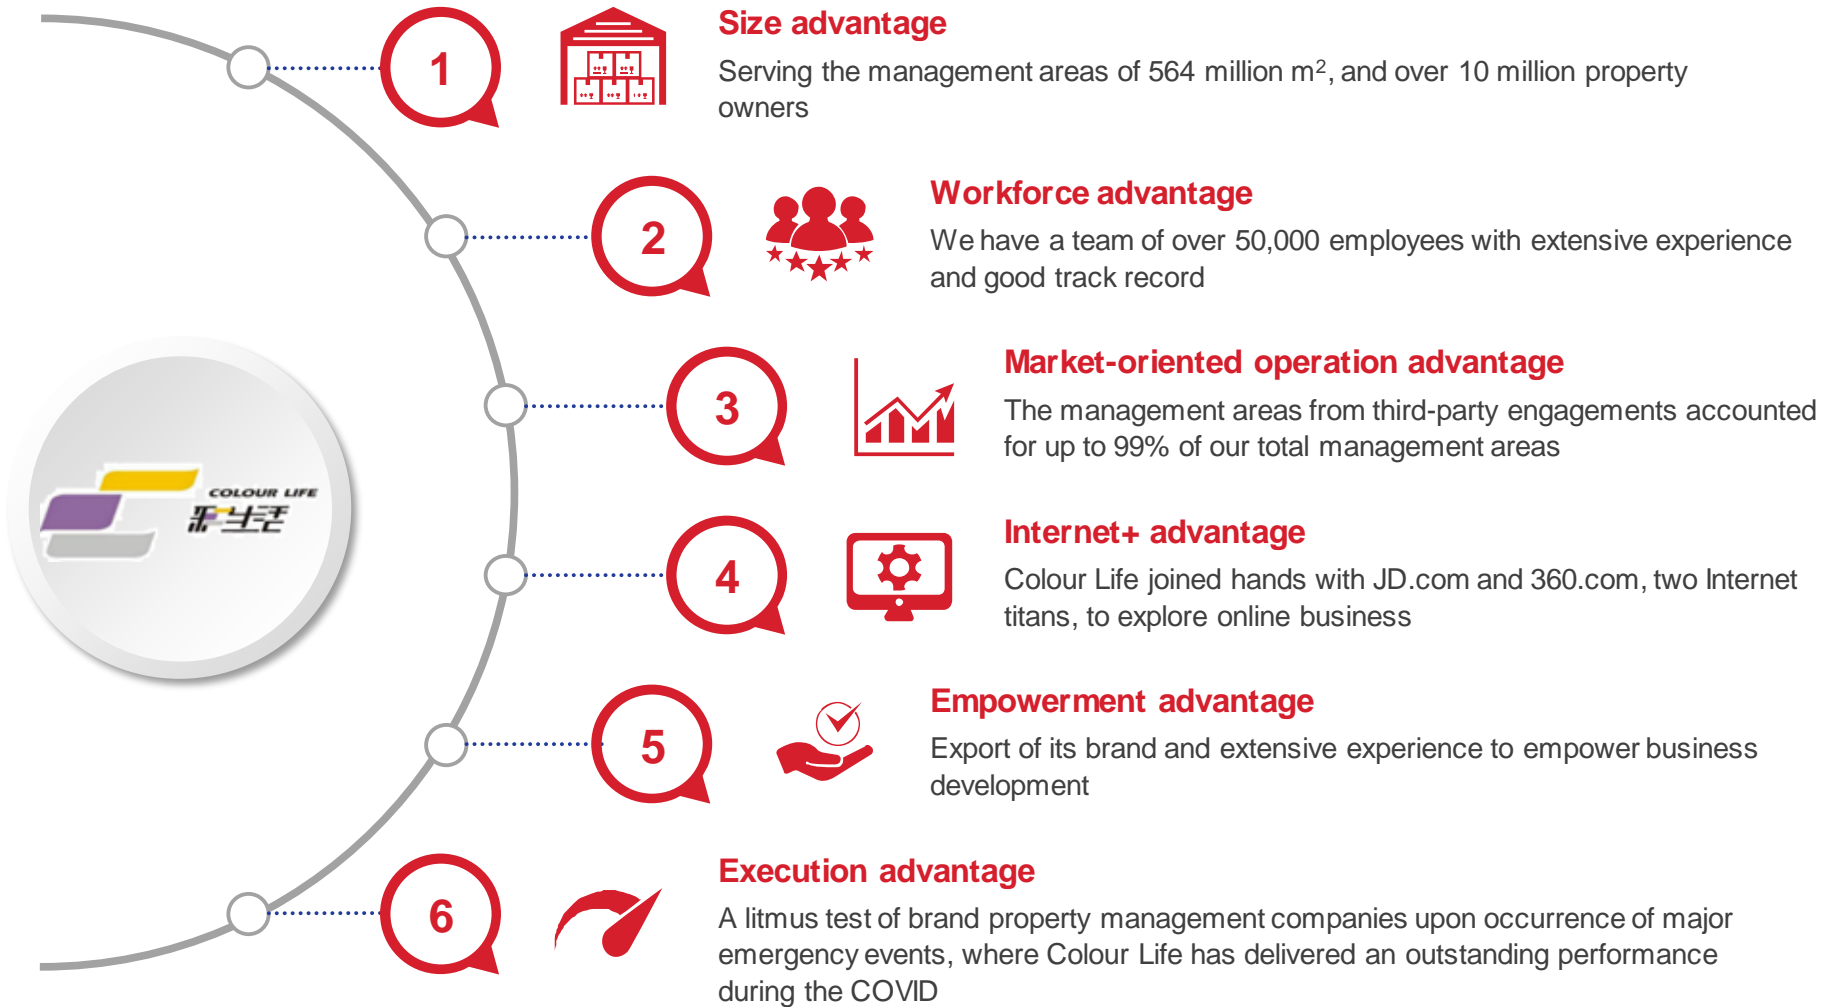 1
Size advantage
Serving the management areas of 564 million m², and over 10 million property
owners
2
Workforce advantage
We have a team of over 50,000 employees with extensive experience
and good track record
3
Market-oriented operation advantage
The management areas from third-party engagements accounted
for up to 99% of our total management areas
COLOUR LIFE
彩生活
4
Internet+ advantage
Colour Life joined hands with JD.com and 360.com, two Internet
titans, to explore online business
5
Empowerment advantage
Export of its brand and extensive experience to empower business
development
6
Execution advantage
A litmus test of brand property management companies upon occurrence of major
emergency events, where Colour Life has delivered an outstanding performance
during the COVID